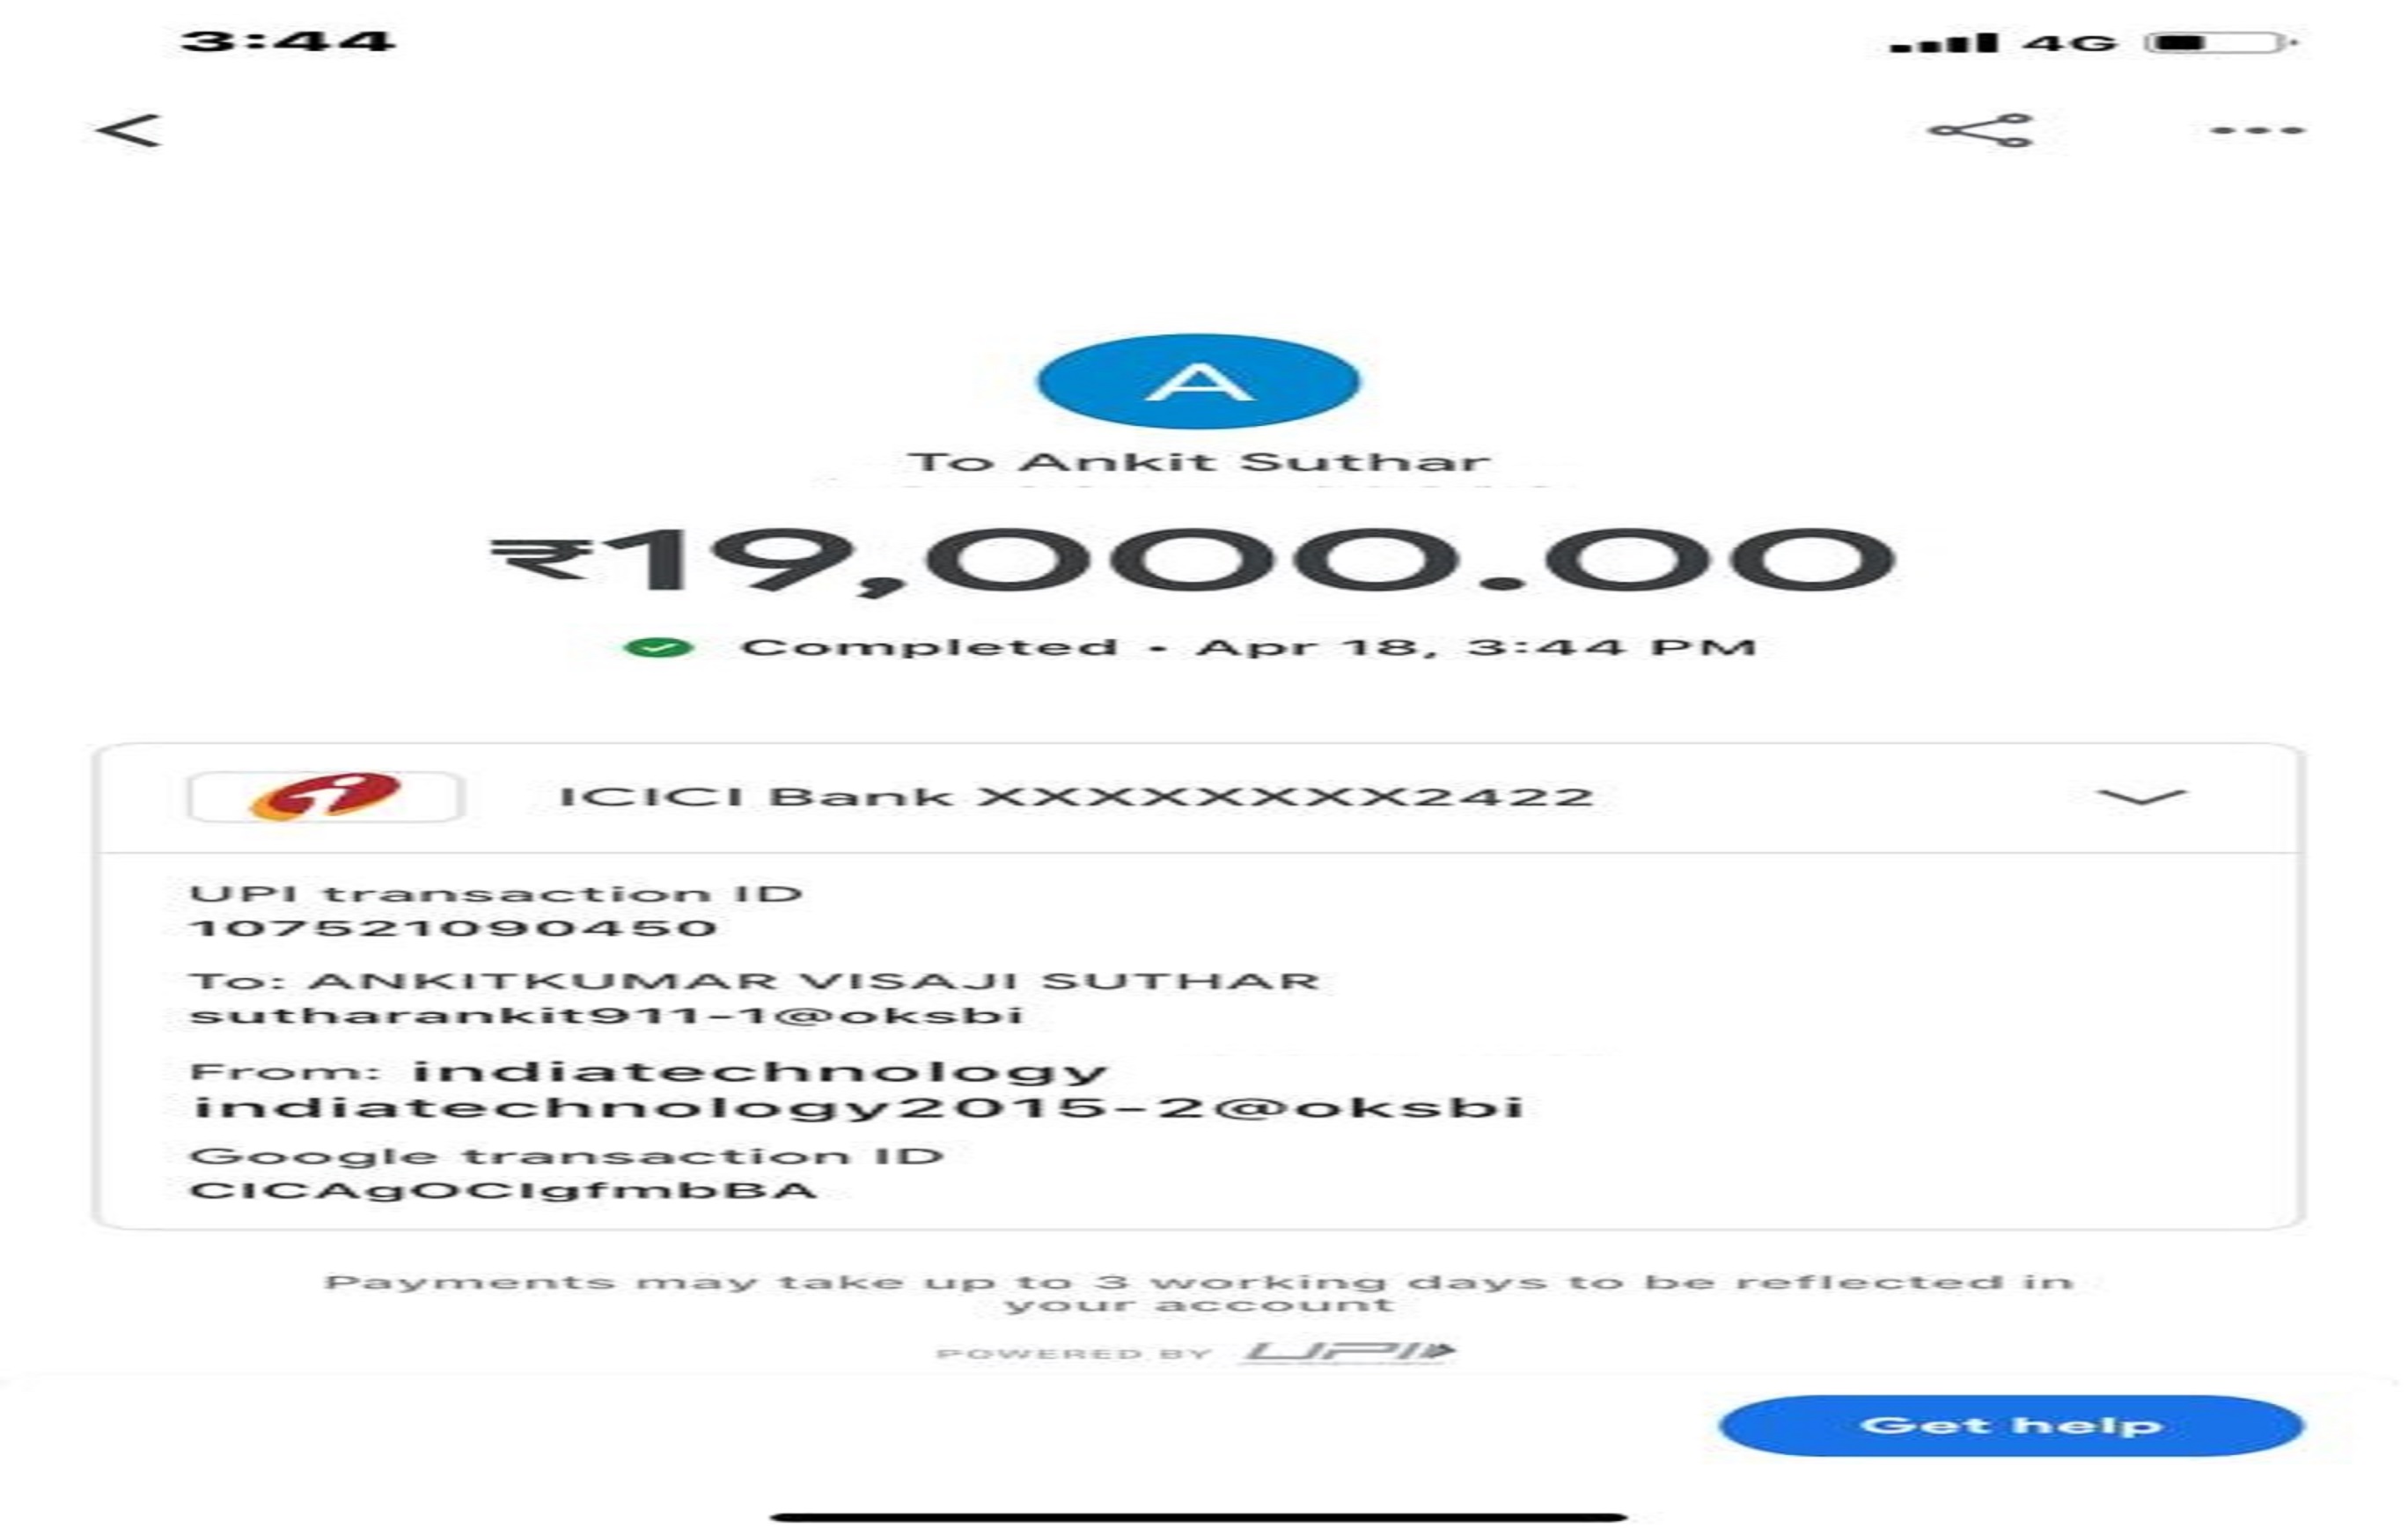 3:44
4G
A
To Ankit Suthar
₹19,000.00
Completed • Apr 18, 3:44 PM
ICICI Bank XXXXXXXX2422
UPI transaction ID
107521090450
To: ANKITKUMAR VISAJI SUTHAR
sutharankit911-1@oksbi
From: indiatechnology
indiatechnology2015-2@oksbi
Google transaction ID
CICAgOCIgfmbBA
Payments may take up to 3 working days to be reflected in
your account
POWERED BY UPI
Get help